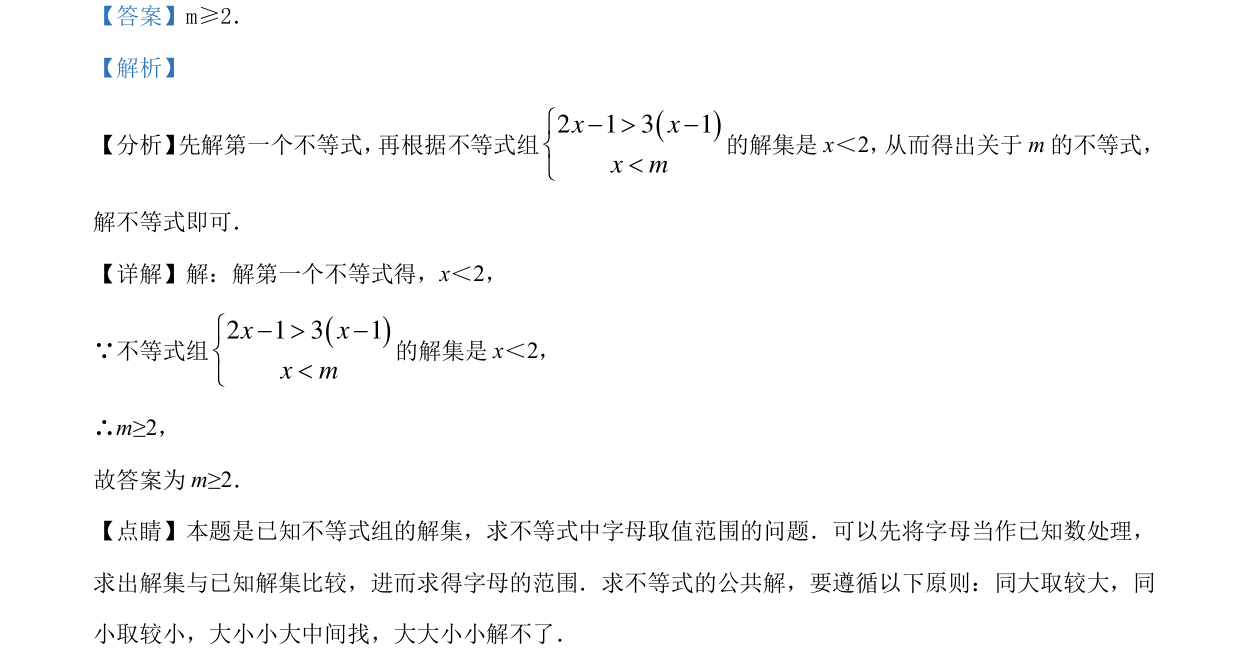 【答案】m≥2．
【解析】
【分析】先解第一个不等式，再根据不等式组{2x−1>3(x−1) x<m的解集是 x＜2，从而得出关于 m 的不等式，
解不等式即可．
【详解】解：解第一个不等式得，x＜2，
∵不等式组{2x−1>3(x−1) x<m的解集是 x＜2，
∴m≥2，
故答案为 m≥2．
【点睛】本题是已知不等式组的解集，求不等式中字母取值范围的问题．可以先将字母当作已知数处理，
求出解集与已知解集比较，进而求得字母的范围．求不等式的公共解，要遵循以下原则：同大取较大，同
小取较小，大小小大中间找，大大小小解不了．